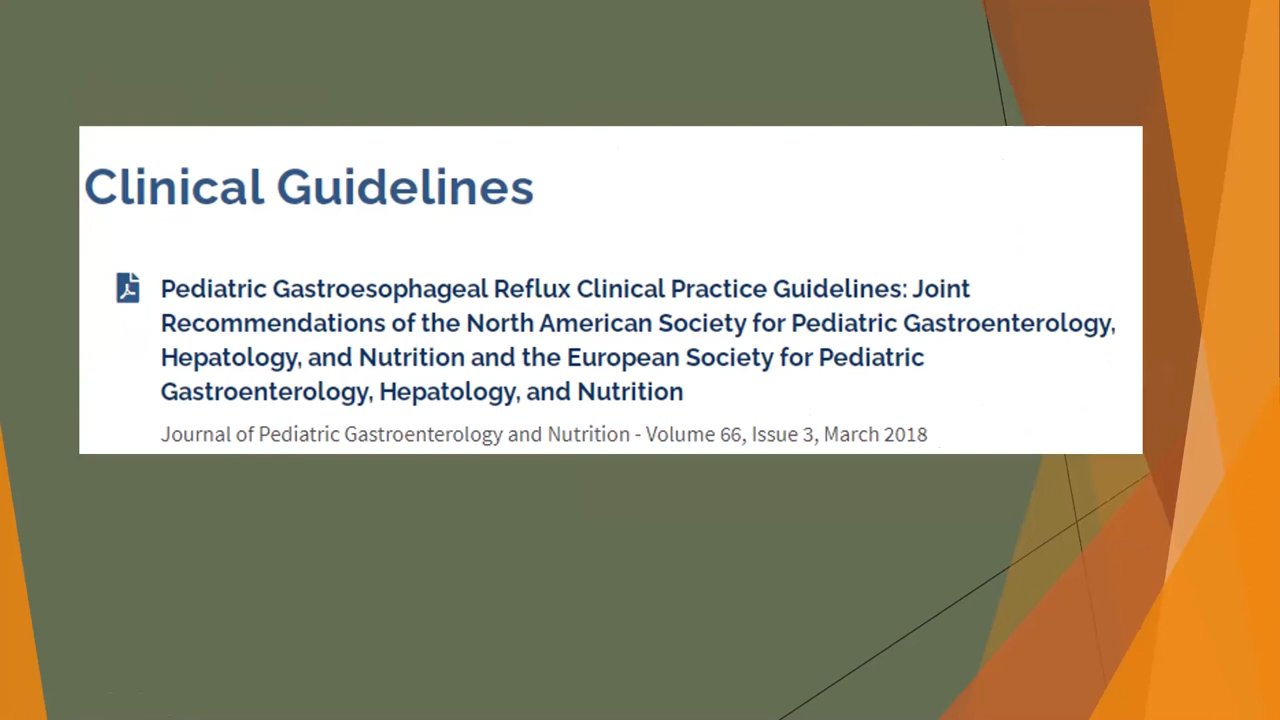 Clinical Guidelines
Pediatric Gastroesophageal Reflux Clinical Practice Guidelines: Joint
Recommendations of the North American Society for Pediatric Gastroenterology,
Hepatology, and Nutrition and the European Society for Pediatric
Gastroenterology, Hepatology, and Nutrition
Journal of Pediatric Gastroenterology and Nutrition - Volume 66, Issue 3, March 2018